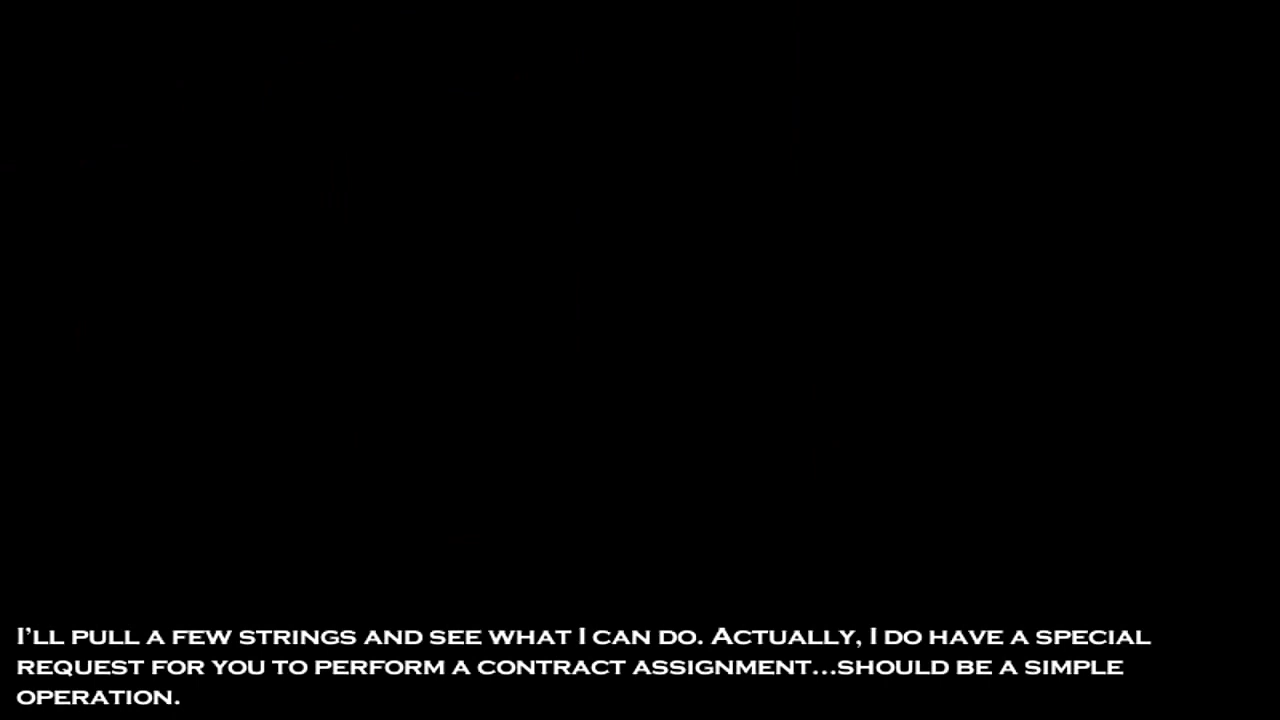 I'll pull a few strings and see what I can do. Actually, I do have a special
request for you to perform a contract assignment...should be a simple
operation.